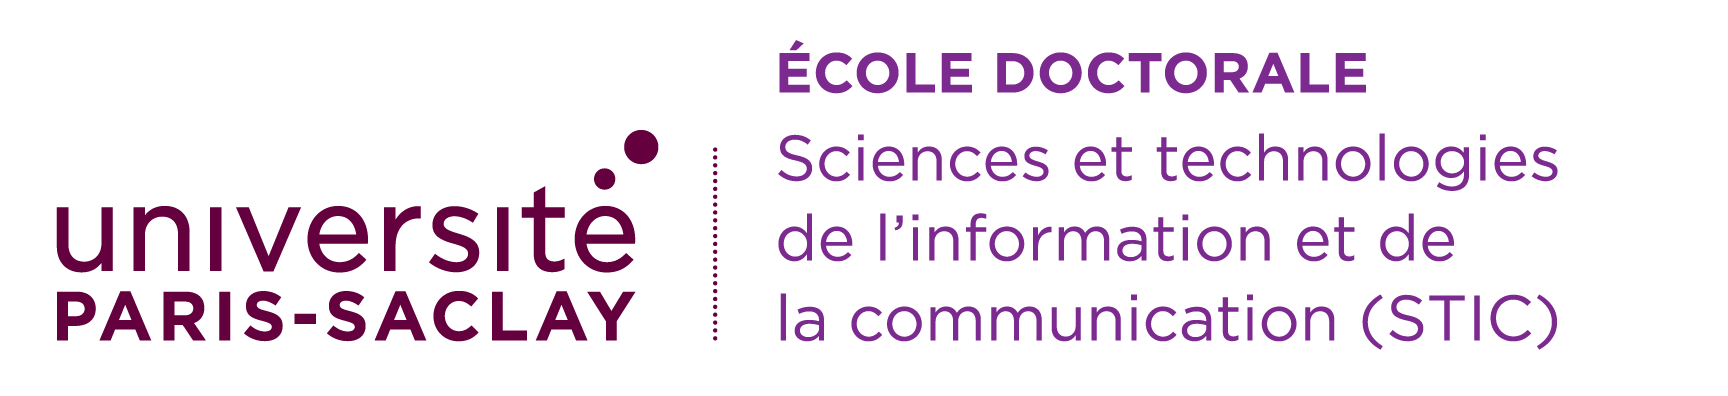 université
PARIS-SACLAY
ÉCOLE DOCTORALE
Sciences et technologies
de l’information et de
la communication (STIC)